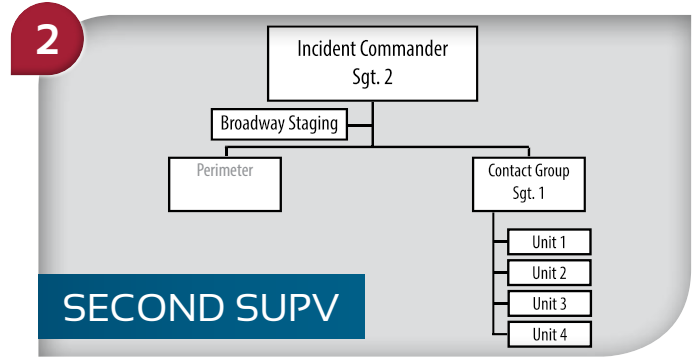 2
Incident Commander
Sgt. 2
Broadway Staging
Perimeter
Contact Group
Sgt. 1
Unit 1
Unit 2
Unit 3
Unit 4
SECOND SUPV